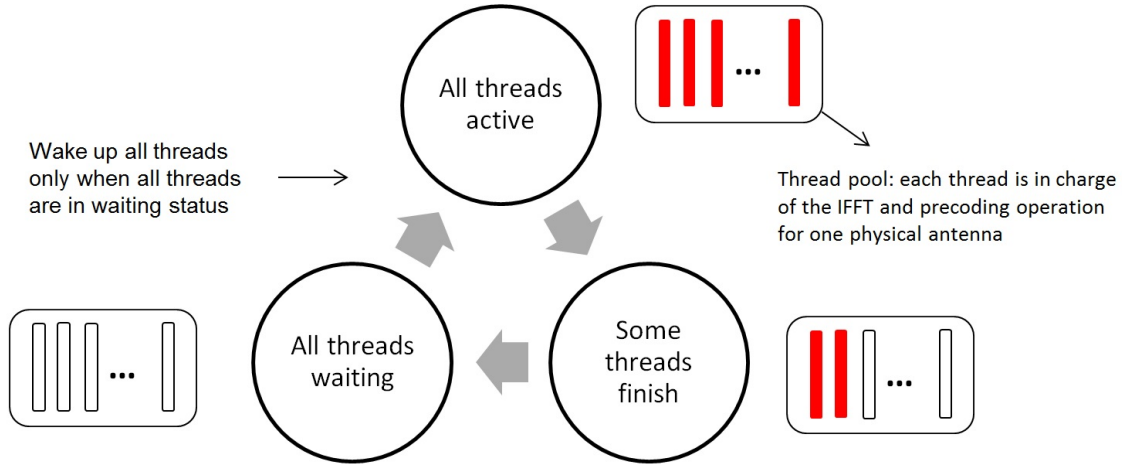 All threads
active
...
Wake up all threads
only when all threads
are in waiting status
Thread pool: each thread is in charge
of the IFFT and precoding operation
for one physical antenna
All threads
waiting
...
Some
threads
finish
...